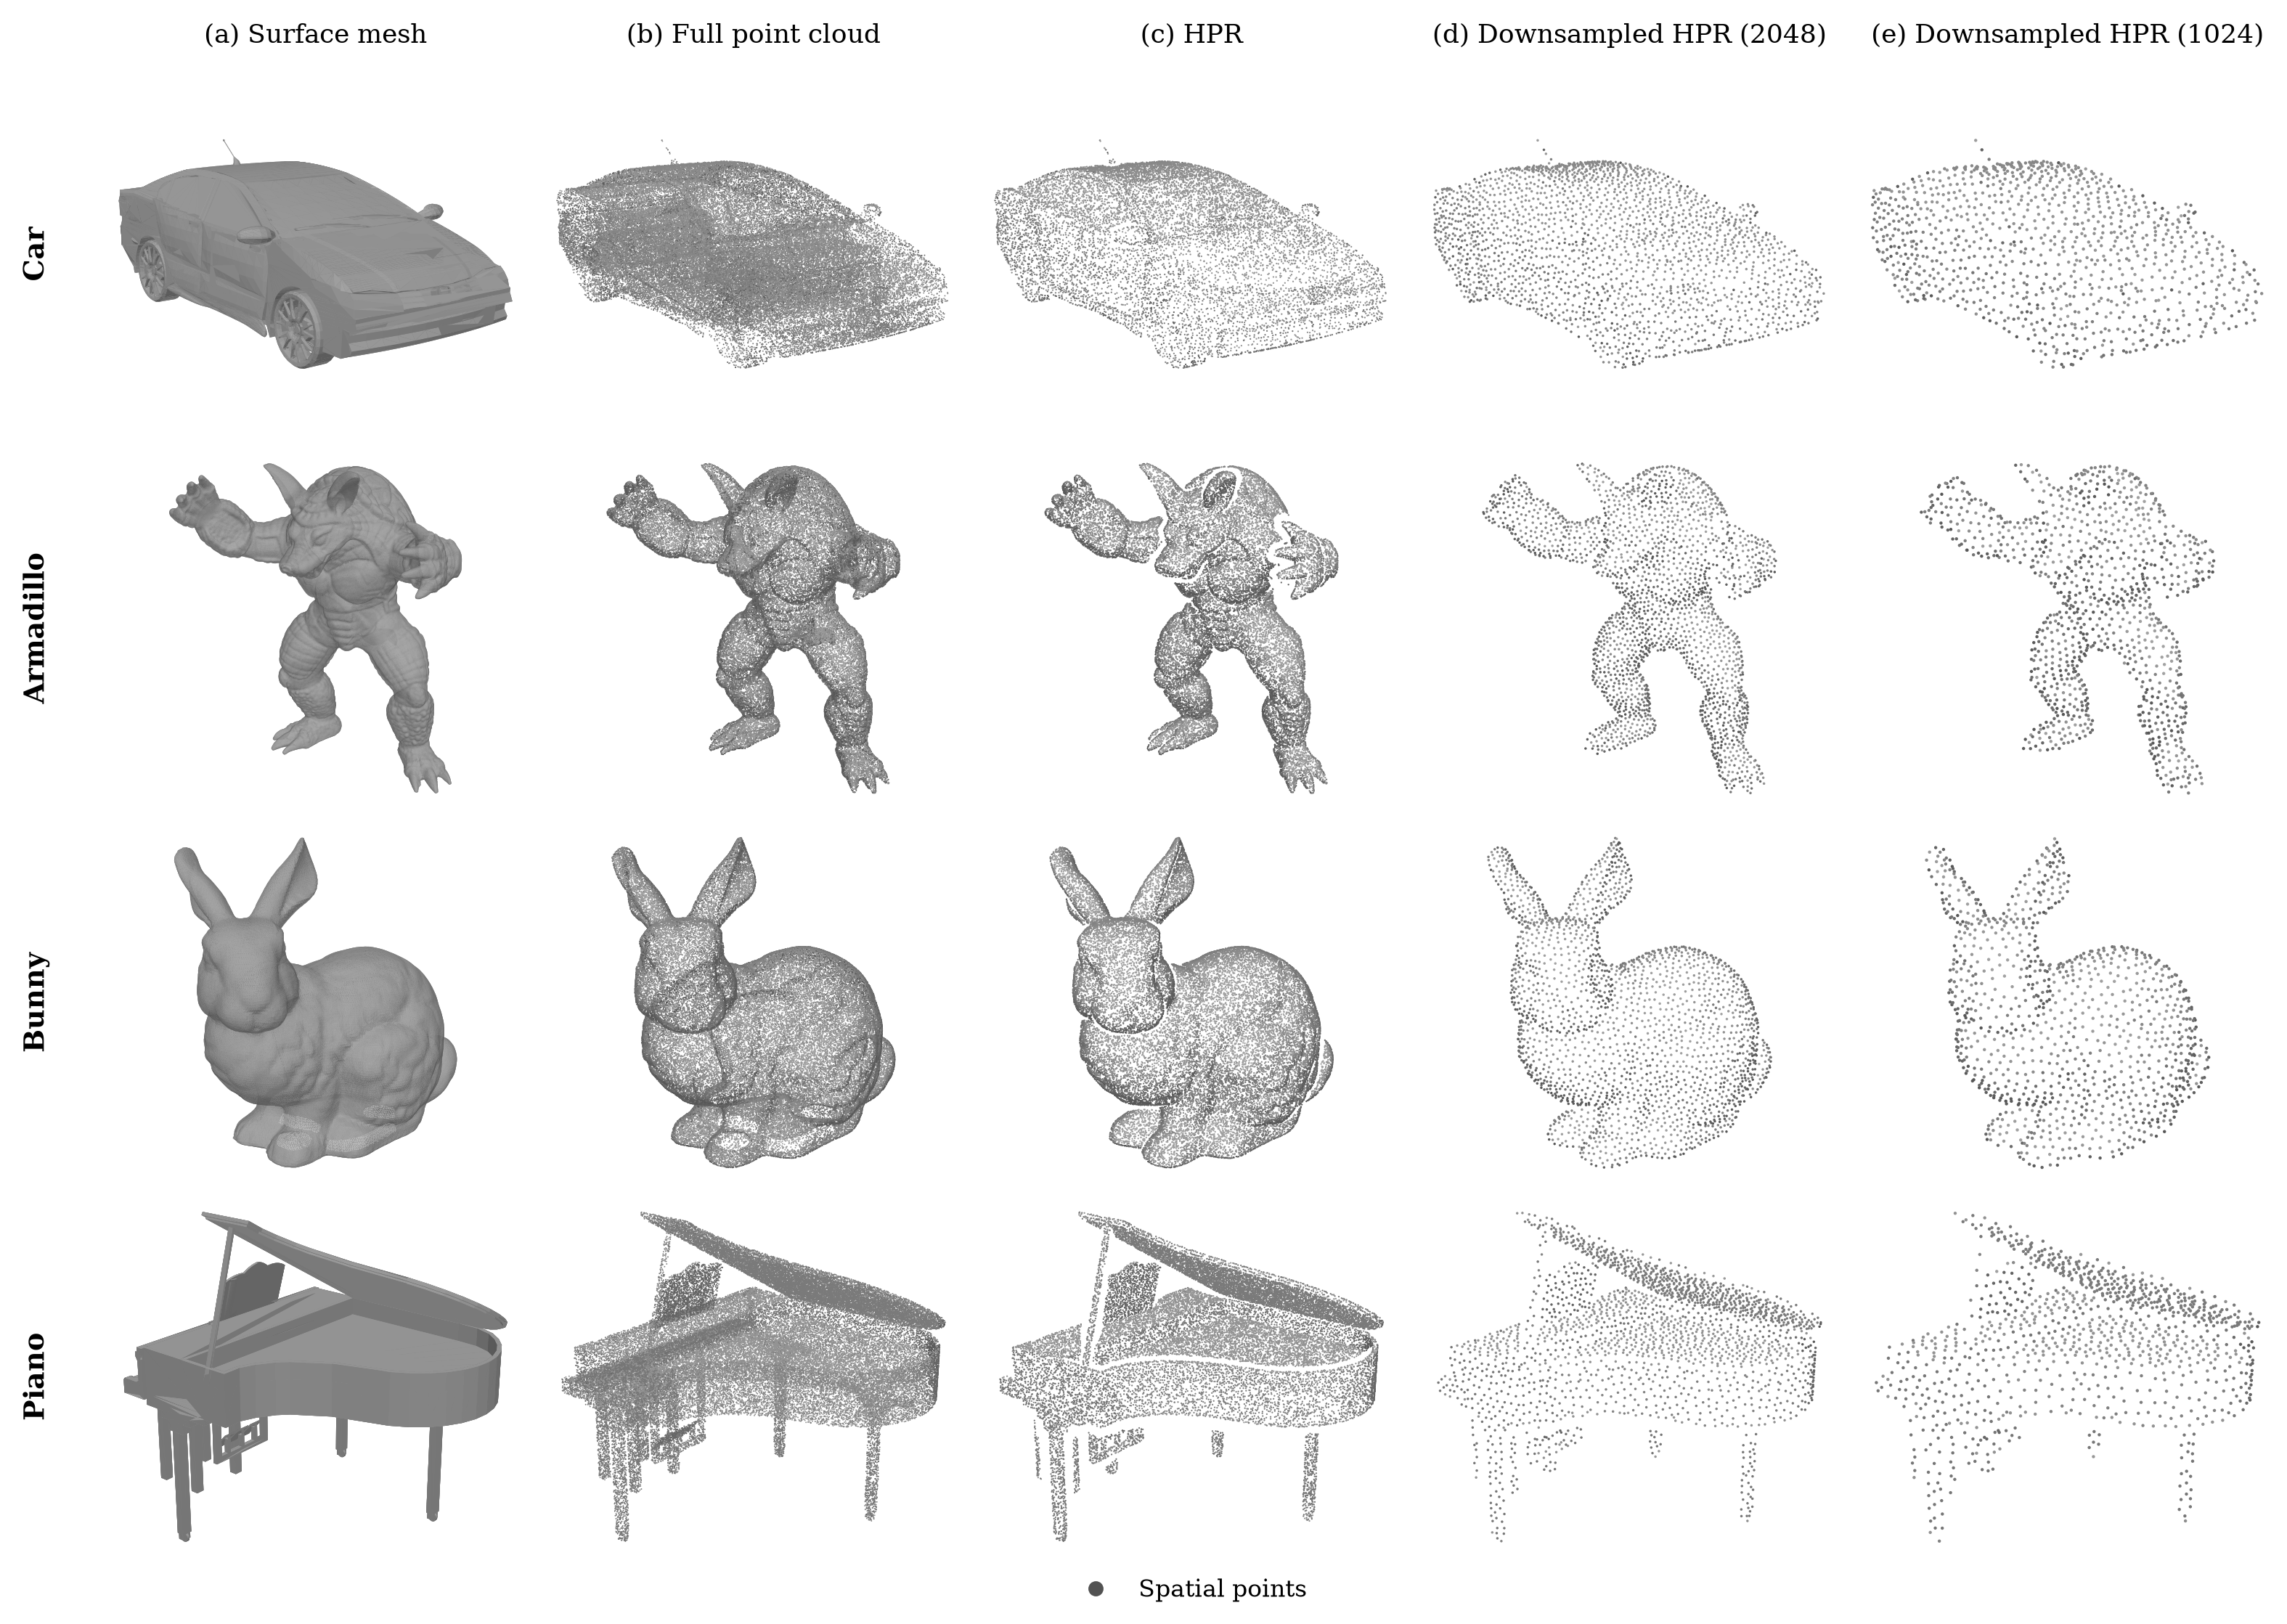 (a) Surface mesh
(b) Full point cloud
(c) HPR
(d) Downsampled HPR (2048)
(e) Downsampled HPR (1024)
Car
Armadillo
Bunny
Piano
Spatial points